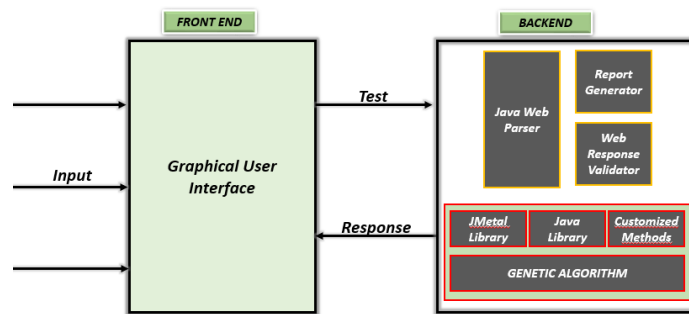 FRONT END
BACKEND
Input
Graphical User
Interface
Test
Response
Java Web
Parser
Report
Generator
Web
Response
Validator
JMetal
Library
Java
Library
Customized
Methods
GENETIC ALGORITHM